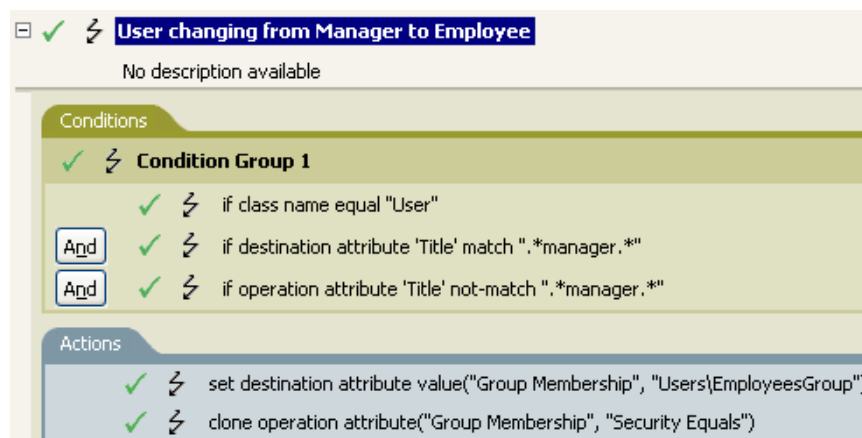 User changing from Manager to Employee
No description available
Conditions
Condition Group 1
if class name equal "User"
And if destination attribute 'Title' match ".*manager.*"
And if operation attribute 'Title' not-match ".*manager.*"
Actions
set destination attribute value("Group Membership", "Users\EmployeesGroup")
clone operation attribute("Group Membership", "Security Equals")